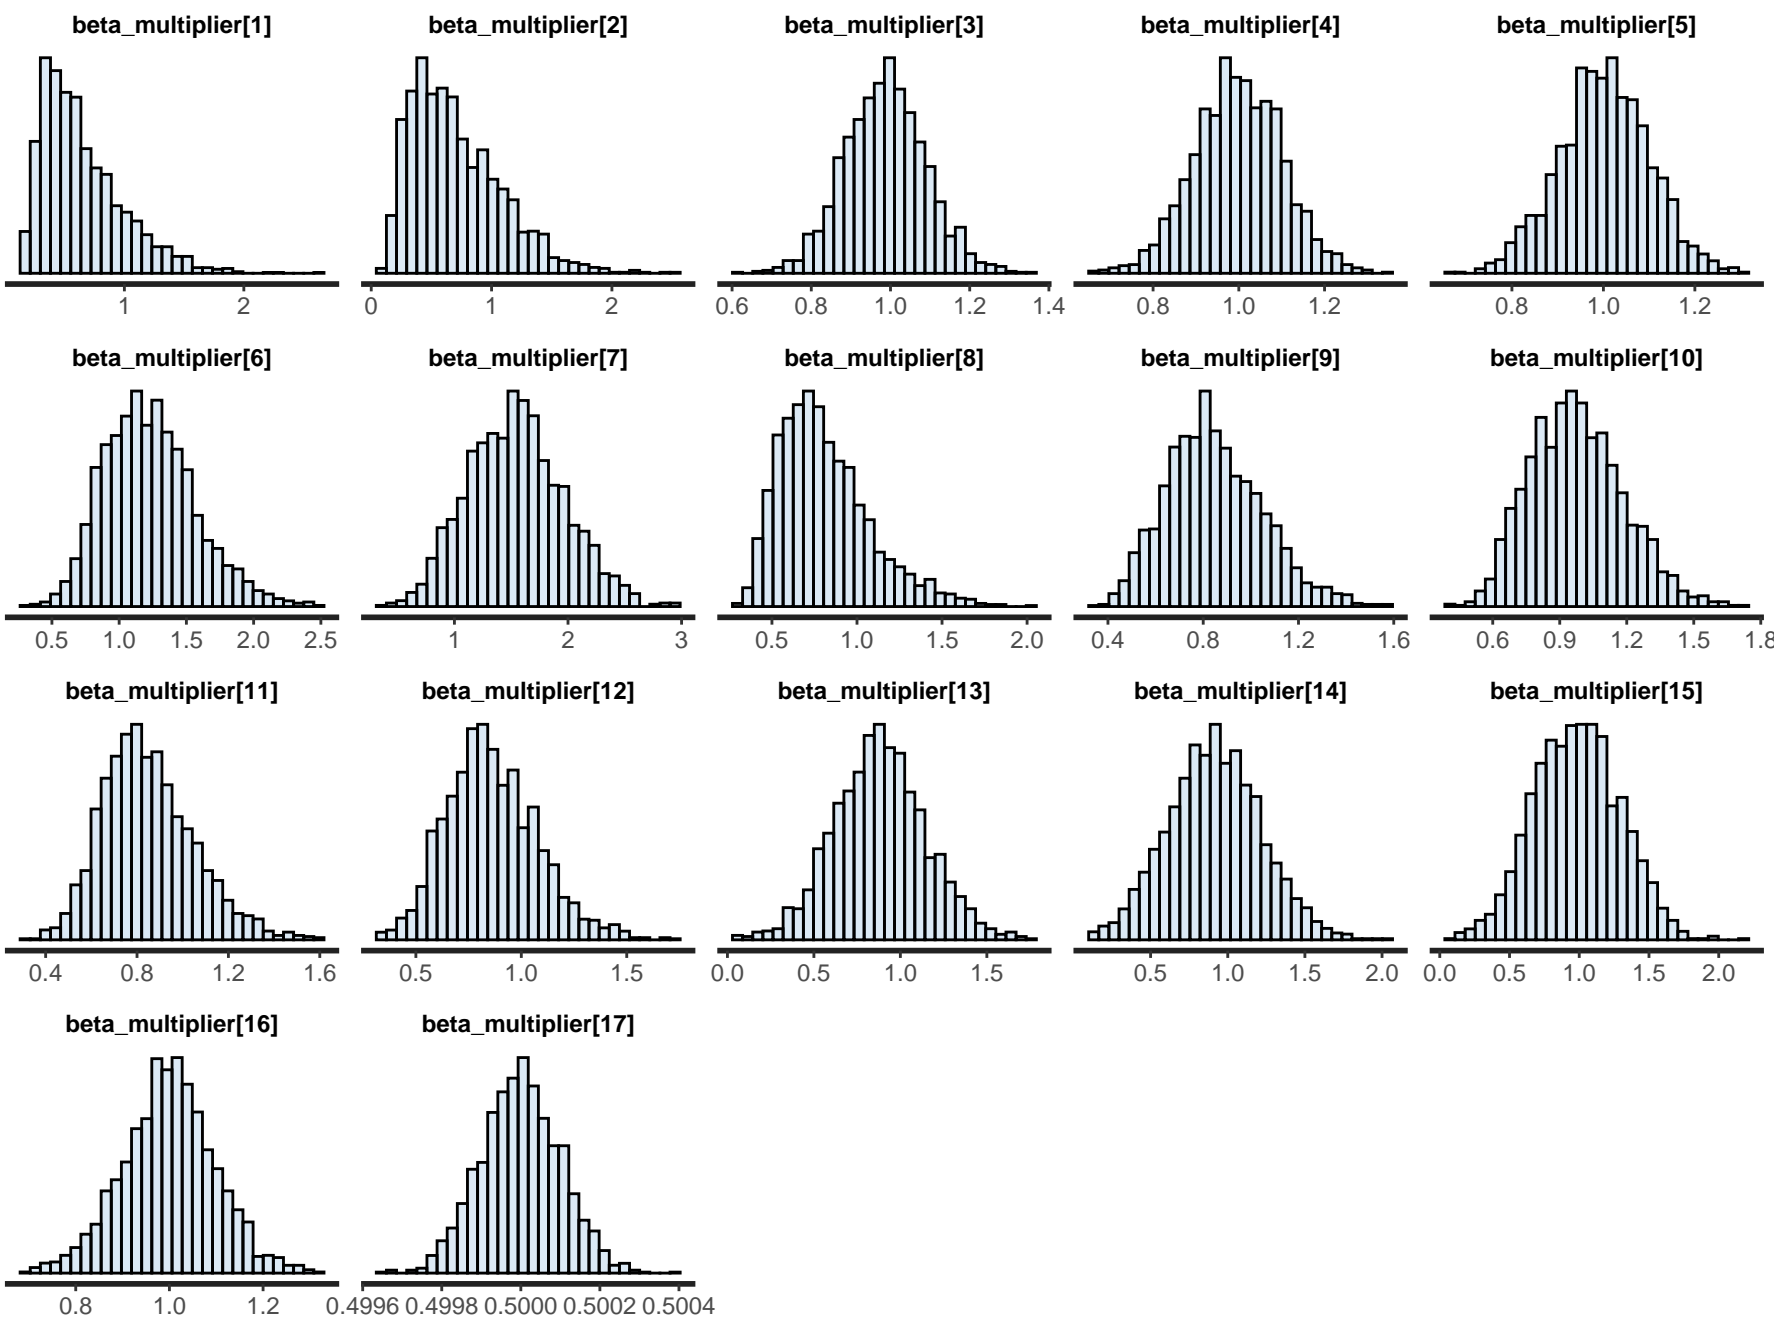 beta_multiplier[1] beta_multiplier[2] beta_multiplier[3] beta_multiplier[4] beta_multiplier[5]
1 2 0 1 2 0.6 0.8 1.0 1.2 1.4 0.8 1.0 1.2 0.8 1.0 1.2
beta_multiplier[6] beta_multiplier[7] beta_multiplier[8] beta_multiplier[9] beta_multiplier[10]
0.5 1.0 1.5 2.0 2.5 1 2 3 0.5 1.0 1.5 2.0 0.4 0.8 1.2 1.6 0.6 0.9 1.2 1.5 1.8
beta_multiplier[11] beta_multiplier[12] beta_multiplier[13] beta_multiplier[14] beta_multiplier[15]
0.4 0.8 1.2 1.6 0.5 1.0 1.5 0.0 0.5 1.0 1.5 0.5 1.0 1.5 2.0 0.0 0.5 1.0 1.5 2.0
beta_multiplier[16] beta_multiplier[17]
0.8 1.0 1.2 0.4996 0.4998 0.5000 0.5002 0.5004